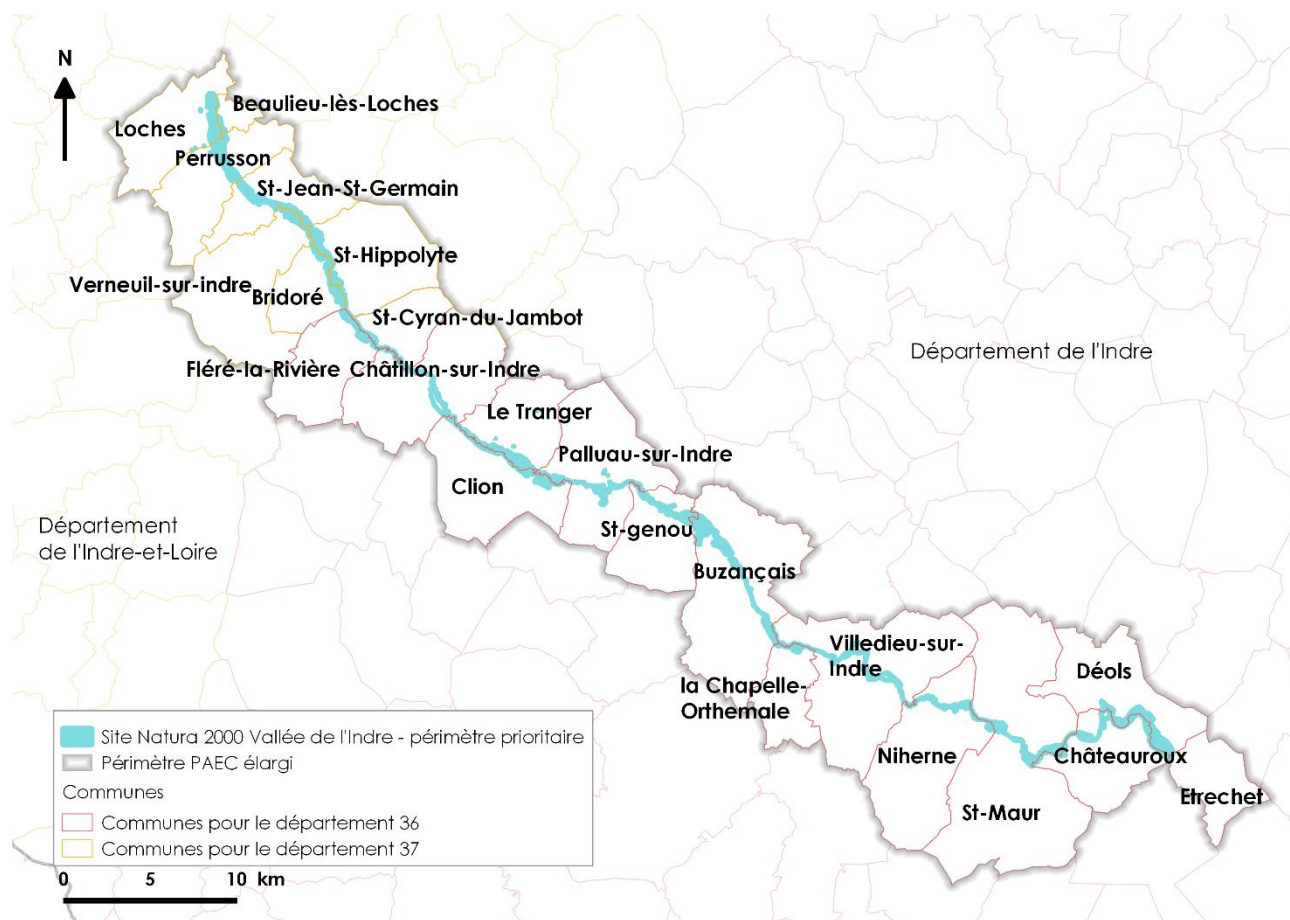 N
Beaulieu-lès-Loches
Loches
Perrusson
St-Jean-St-Germain
St-Hippolyte
Verneuil-sur-indre
Bridoré
St-Cyran-du-Jambot
Fléré-la-Rivière
Châtillon-sur-Indre
Département de l'Indre
Le Tranger
Palluau-sur-Indre
Clion
Département
de l'Indre-et-Loire
St-genou
Buzançais
Villedieu-sur-
Indre
Déols
la Chapelle-
Orthemale
Niherne
Châteauroux
Etrechet
St-Maur
Site Natura 2000 Vallée de l'Indre - périmètre prioritaire
Périmètre PAEC élargi
Communes
Communes pour le département 36
Communes pour le département 37
0 5 10 km